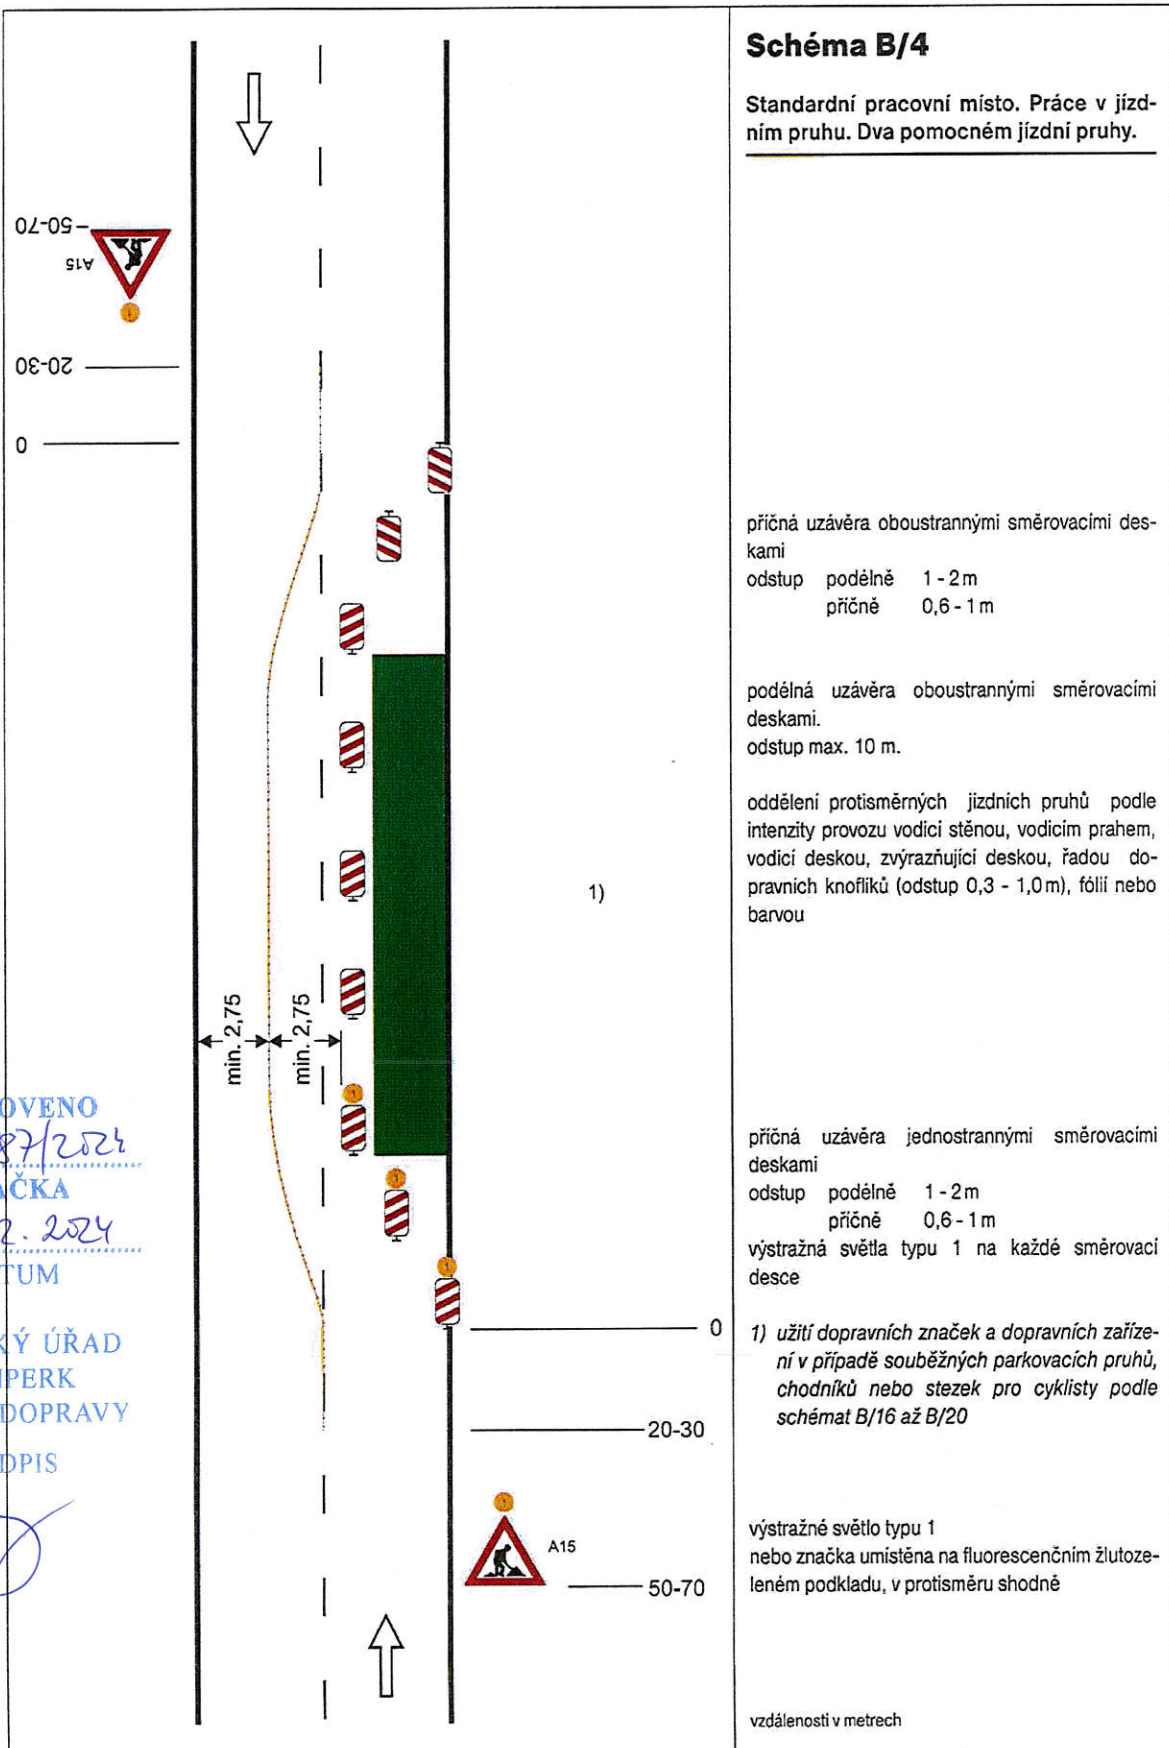 Schéma B/4
Standardní pracovní místo. Práce v jízd-
ním pruhu. Dva pomocném jízdní pruhy.
50-70
A15
20-30
0
příčná uzávěra oboustrannými směrovacími des-
kami
odstup podélně 1 - 2 m
příčně 0,6 - 1 m
podélná uzávěra oboustrannými směrovacími
deskami.
odstup max. 10 m.
oddělení protisměrných jízdních pruhů podle
intenzity provozu vodicí stěnou, vodicím prahem,
vodicí deskou, zvýrazňující deskou, řadou do-
pravních knoflíků (odstup 0,3 - 1,0 m), fólií nebo
barvou
1)
min. 2,75
min. 2,75
OVENO
87/2024
AČKA
2. 2024
TUM
KÝ ÚŘAD
PERK
DOPRAVY
DPIS
příčná uzávěra jednostrannými směrovacími
deskami
odstup podélně 1 - 2 m
příčně 0,6 - 1 m
výstražná světla typu 1 na každé směrovací
desce
0
1) užití dopravních značek a dopravních zaříze-
ní v případě souběžných parkovacích pruhů,
chodníků nebo stezek pro cyklisty podle
schémat B/16 až B/20
20-30
A15
50-70
výstražné světlo typu 1
nebo značka umístěna na fluorescenčním žlutoze-
leném podkladu, v protisměru shodně
vzdálenosti v metrech